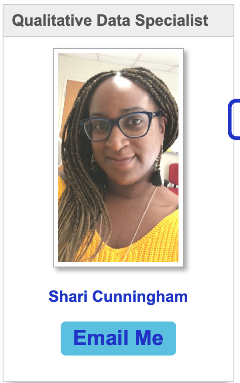 Qualitative Data Specialist
Shari Cunningham
Email Me